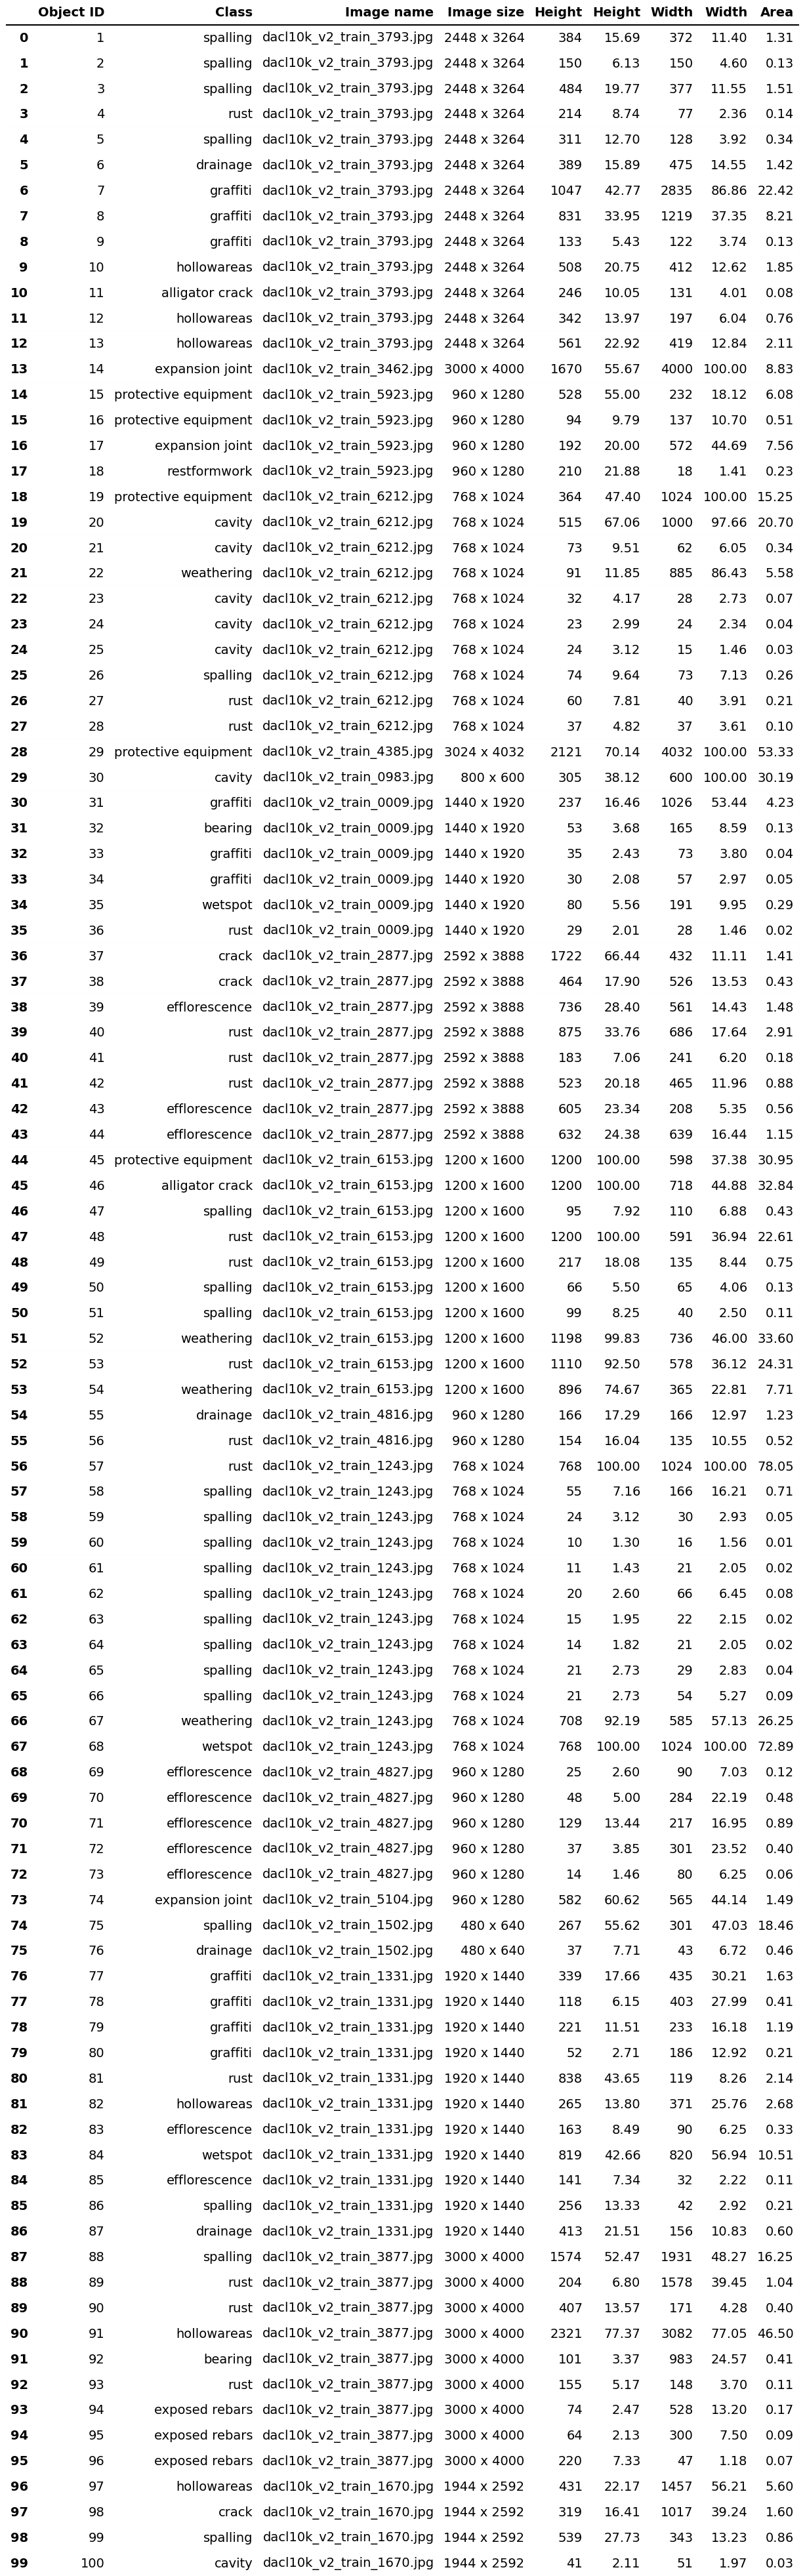 Object ID Class Image name Image size Height Height Width Width Area
0 1 spalling dacl10k_v2_train_3793.jpg 2448 x 3264 384 15.69 372 11.40 1.31
1 2 spalling dacl10k_v2_train_3793.jpg 2448 x 3264 150 6.13 150 4.60 0.13
2 3 spalling dacl10k_v2_train_3793.jpg 2448 x 3264 484 19.77 377 11.55 1.51
3 4 rust dacl10k_v2_train_3793.jpg 2448 x 3264 214 8.74 77 2.36 0.14
4 5 spalling dacl10k_v2_train_3793.jpg 2448 x 3264 311 12.70 128 3.92 0.34
5 6 drainage dacl10k_v2_train_3793.jpg 2448 x 3264 389 15.89 475 14.55 1.42
6 7 graffiti dacl10k_v2_train_3793.jpg 2448 x 3264 1047 42.77 2835 86.86 22.42
7 8 graffiti dacl10k_v2_train_3793.jpg 2448 x 3264 831 33.95 1219 37.35 8.21
8 9 graffiti dacl10k_v2_train_3793.jpg 2448 x 3264 133 5.43 122 3.74 0.13
9 10 hollowareas dacl10k_v2_train_3793.jpg 2448 x 3264 508 20.75 412 12.62 1.85
10 11 alligator crack dacl10k_v2_train_3793.jpg 2448 x 3264 246 10.05 131 4.01 0.08
11 12 hollowareas dacl10k_v2_train_3793.jpg 2448 x 3264 342 13.97 197 6.04 0.76
12 13 hollowareas dacl10k_v2_train_3793.jpg 2448 x 3264 561 22.92 419 12.84 2.11
13 14 expansion joint dacl10k_v2_train_3462.jpg 3000 x 4000 1670 55.67 4000 100.00 8.83
14 15 protective equipment dacl10k_v2_train_5923.jpg 960 x 1280 528 55.00 232 18.12 6.08
15 16 protective equipment dacl10k_v2_train_5923.jpg 960 x 1280 94 9.79 137 10.70 0.51
16 17 expansion joint dacl10k_v2_train_5923.jpg 960 x 1280 192 20.00 572 44.69 7.56
17 18 restformwork dacl10k_v2_train_5923.jpg 960 x 1280 210 21.88 18 1.41 0.23
18 19 protective equipment dacl10k_v2_train_6212.jpg 768 x 1024 364 47.40 1024 100.00 15.25
19 20 cavity dacl10k_v2_train_6212.jpg 768 x 1024 515 67.06 1000 97.66 20.70
20 21 cavity dacl10k_v2_train_6212.jpg 768 x 1024 73 9.51 62 6.05 0.34
21 22 weathering dacl10k_v2_train_6212.jpg 768 x 1024 91 11.85 885 86.43 5.58
22 23 cavity dacl10k_v2_train_6212.jpg 768 x 1024 32 4.17 28 2.73 0.07
23 24 cavity dacl10k_v2_train_6212.jpg 768 x 1024 23 2.99 24 2.34 0.04
24 25 cavity dacl10k_v2_train_6212.jpg 768 x 1024 24 3.12 15 1.46 0.03
25 26 spalling dacl10k_v2_train_6212.jpg 768 x 1024 74 9.64 73 7.13 0.26
26 27 rust dacl10k_v2_train_6212.jpg 768 x 1024 60 7.81 40 3.91 0.21
27 28 rust dacl10k_v2_train_6212.jpg 768 x 1024 37 4.82 37 3.61 0.10
28 29 protective equipment dacl10k_v2_train_4385.jpg 3024 x 4032 2121 70.14 4032 100.00 53.33
29 30 cavity dacl10k_v2_train_0983.jpg 800 x 600 305 38.12 600 100.00 30.19
30 31 graffiti dacl10k_v2_train_0009.jpg 1440 x 1920 237 16.46 1026 53.44 4.23
31 32 bearing dacl10k_v2_train_0009.jpg 1440 x 1920 53 3.68 165 8.59 0.13
32 33 graffiti dacl10k_v2_train_0009.jpg 1440 x 1920 35 2.43 73 3.80 0.04
33 34 graffiti dacl10k_v2_train_0009.jpg 1440 x 1920 30 2.08 57 2.97 0.05
34 35 wetspot dacl10k_v2_train_0009.jpg 1440 x 1920 80 5.56 191 9.95 0.29
35 36 rust dacl10k_v2_train_0009.jpg 1440 x 1920 29 2.01 28 1.46 0.02
36 37 crack dacl10k_v2_train_2877.jpg 2592 x 3888 1722 66.44 432 11.11 1.41
37 38 crack dacl10k_v2_train_2877.jpg 2592 x 3888 464 17.90 526 13.53 0.43
38 39 efflorescence dacl10k_v2_train_2877.jpg 2592 x 3888 736 28.40 561 14.43 1.48
39 40 rust dacl10k_v2_train_2877.jpg 2592 x 3888 875 33.76 686 17.64 2.91
40 41 rust dacl10k_v2_train_2877.jpg 2592 x 3888 183 7.06 241 6.20 0.18
41 42 rust dacl10k_v2_train_2877.jpg 2592 x 3888 523 20.18 465 11.96 0.88
42 43 efflorescence dacl10k_v2_train_2877.jpg 2592 x 3888 605 23.34 208 5.35 0.56
43 44 efflorescence dacl10k_v2_train_2877.jpg 2592 x 3888 632 24.38 639 16.44 1.15
44 45 protective equipment dacl10k_v2_train_6153.jpg 1200 x 1600 1200 100.00 598 37.38 30.95
45 46 alligator crack dacl10k_v2_train_6153.jpg 1200 x 1600 1200 100.00 718 44.88 32.84
46 47 spalling dacl10k_v2_train_6153.jpg 1200 x 1600 95 7.92 110 6.88 0.43
47 48 rust dacl10k_v2_train_6153.jpg 1200 x 1600 1200 100.00 591 36.94 22.61
48 49 rust dacl10k_v2_train_6153.jpg 1200 x 1600 217 18.08 135 8.44 0.75
49 50 spalling dacl10k_v2_train_6153.jpg 1200 x 1600 66 5.50 65 4.06 0.13
50 51 spalling dacl10k_v2_train_6153.jpg 1200 x 1600 99 8.25 40 2.50 0.11
51 52 weathering dacl10k_v2_train_6153.jpg 1200 x 1600 1198 99.83 736 46.00 33.60
52 53 rust dacl10k_v2_train_6153.jpg 1200 x 1600 1110 92.50 578 36.12 24.31
53 54 weathering dacl10k_v2_train_6153.jpg 1200 x 1600 896 74.67 365 22.81 7.71
54 55 drainage dacl10k_v2_train_4816.jpg 960 x 1280 166 17.29 166 12.97 1.23
55 56 rust dacl10k_v2_train_4816.jpg 960 x 1280 154 16.04 135 10.55 0.52
56 57 rust dacl10k_v2_train_1243.jpg 768 x 1024 768 100.00 1024 100.00 78.05
57 58 spalling dacl10k_v2_train_1243.jpg 768 x 1024 55 7.16 166 16.21 0.71
58 59 spalling dacl10k_v2_train_1243.jpg 768 x 1024 24 3.12 30 2.93 0.05
59 60 spalling dacl10k_v2_train_1243.jpg 768 x 1024 10 1.30 16 1.56 0.01
60 61 spalling dacl10k_v2_train_1243.jpg 768 x 1024 11 1.43 21 2.05 0.02
61 62 spalling dacl10k_v2_train_1243.jpg 768 x 1024 20 2.60 66 6.45 0.08
62 63 spalling dacl10k_v2_train_1243.jpg 768 x 1024 15 1.95 22 2.15 0.02
63 64 spalling dacl10k_v2_train_1243.jpg 768 x 1024 14 1.82 21 2.05 0.02
64 65 spalling dacl10k_v2_train_1243.jpg 768 x 1024 21 2.73 29 2.83 0.04
65 66 spalling dacl10k_v2_train_1243.jpg 768 x 1024 21 2.73 54 5.27 0.09
66 67 weathering dacl10k_v2_train_1243.jpg 768 x 1024 708 92.19 585 57.13 26.25
67 68 wetspot dacl10k_v2_train_1243.jpg 768 x 1024 768 100.00 1024 100.00 72.89
68 69 efflorescence dacl10k_v2_train_4827.jpg 960 x 1280 25 2.60 90 7.03 0.12
69 70 efflorescence dacl10k_v2_train_4827.jpg 960 x 1280 48 5.00 284 22.19 0.48
70 71 efflorescence dacl10k_v2_train_4827.jpg 960 x 1280 129 13.44 217 16.95 0.89
71 72 efflorescence dacl10k_v2_train_4827.jpg 960 x 1280 37 3.85 301 23.52 0.40
72 73 efflorescence dacl10k_v2_train_4827.jpg 960 x 1280 14 1.46 80 6.25 0.06
73 74 expansion joint dacl10k_v2_train_5104.jpg 960 x 1280 582 60.62 565 44.14 1.49
74 75 spalling dacl10k_v2_train_1502.jpg 480 x 640 267 55.62 301 47.03 18.46
75 76 drainage dacl10k_v2_train_1502.jpg 480 x 640 37 7.71 43 6.72 0.46
76 77 graffiti dacl10k_v2_train_1331.jpg 1920 x 1440 339 17.66 435 30.21 1.63
77 78 graffiti dacl10k_v2_train_1331.jpg 1920 x 1440 118 6.15 403 27.99 0.41
78 79 graffiti dacl10k_v2_train_1331.jpg 1920 x 1440 221 11.51 233 16.18 1.19
79 80 graffiti dacl10k_v2_train_1331.jpg 1920 x 1440 52 2.71 186 12.92 0.21
80 81 rust dacl10k_v2_train_1331.jpg 1920 x 1440 838 43.65 119 8.26 2.14
81 82 hollowareas dacl10k_v2_train_1331.jpg 1920 x 1440 265 13.80 371 25.76 2.68
82 83 efflorescence dacl10k_v2_train_1331.jpg 1920 x 1440 163 8.49 90 6.25 0.33
83 84 wetspot dacl10k_v2_train_1331.jpg 1920 x 1440 819 42.66 820 56.94 10.51
84 85 efflorescence dacl10k_v2_train_1331.jpg 1920 x 1440 141 7.34 32 2.22 0.11
85 86 spalling dacl10k_v2_train_1331.jpg 1920 x 1440 256 13.33 42 2.92 0.21
86 87 drainage dacl10k_v2_train_1331.jpg 1920 x 1440 413 21.51 156 10.83 0.60
87 88 spalling dacl10k_v2_train_3877.jpg 3000 x 4000 1574 52.47 1931 48.27 16.25
88 89 rust dacl10k_v2_train_3877.jpg 3000 x 4000 204 6.80 1578 39.45 1.04
89 90 rust dacl10k_v2_train_3877.jpg 3000 x 4000 407 13.57 171 4.28 0.40
90 91 hollowareas dacl10k_v2_train_3877.jpg 3000 x 4000 2321 77.37 3082 77.05 46.50
91 92 bearing dacl10k_v2_train_3877.jpg 3000 x 4000 101 3.37 983 24.57 0.41
92 93 rust dacl10k_v2_train_3877.jpg 3000 x 4000 155 5.17 148 3.70 0.11
93 94 exposed rebars dacl10k_v2_train_3877.jpg 3000 x 4000 74 2.47 528 13.20 0.17
94 95 exposed rebars dacl10k_v2_train_3877.jpg 3000 x 4000 64 2.13 300 7.50 0.09
95 96 exposed rebars dacl10k_v2_train_3877.jpg 3000 x 4000 220 7.33 47 1.18 0.07
96 97 hollowareas dacl10k_v2_train_1670.jpg 1944 x 2592 431 22.17 1457 56.21 5.60
97 98 crack dacl10k_v2_train_1670.jpg 1944 x 2592 319 16.41 1017 39.24 1.60
98 99 spalling dacl10k_v2_train_1670.jpg 1944 x 2592 539 27.73 343 13.23 0.86
99 100 cavity dacl10k_v2_train_1670.jpg 1944 x 2592 41 2.11 51 1.97 0.03